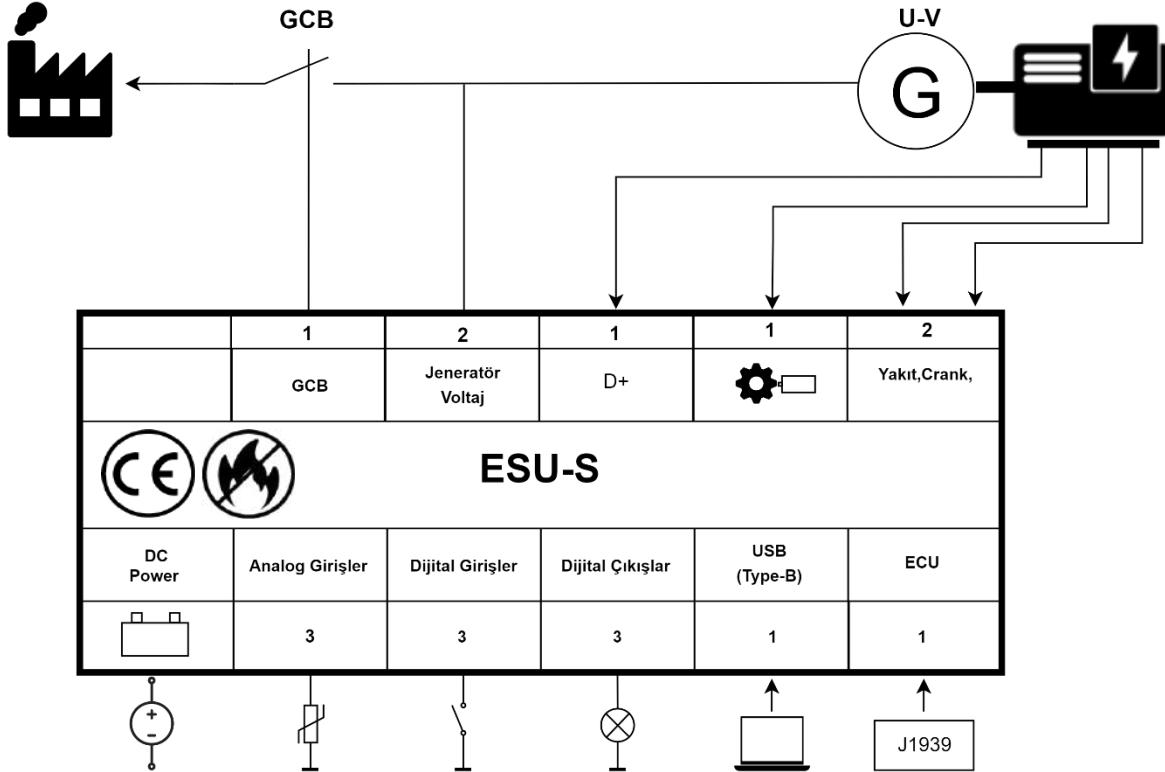 GCB
U-V
G
1
2
1
1
2
GCB
Jeneratör
Voltaj
D+
Yakıt,Crank,
CE
ESU-S
DC
Power
Analog Girişler
Dijital Girişler
Dijital Çıkışlar
USB
(Type-B)
ECU
3
3
3
1
1
J1939